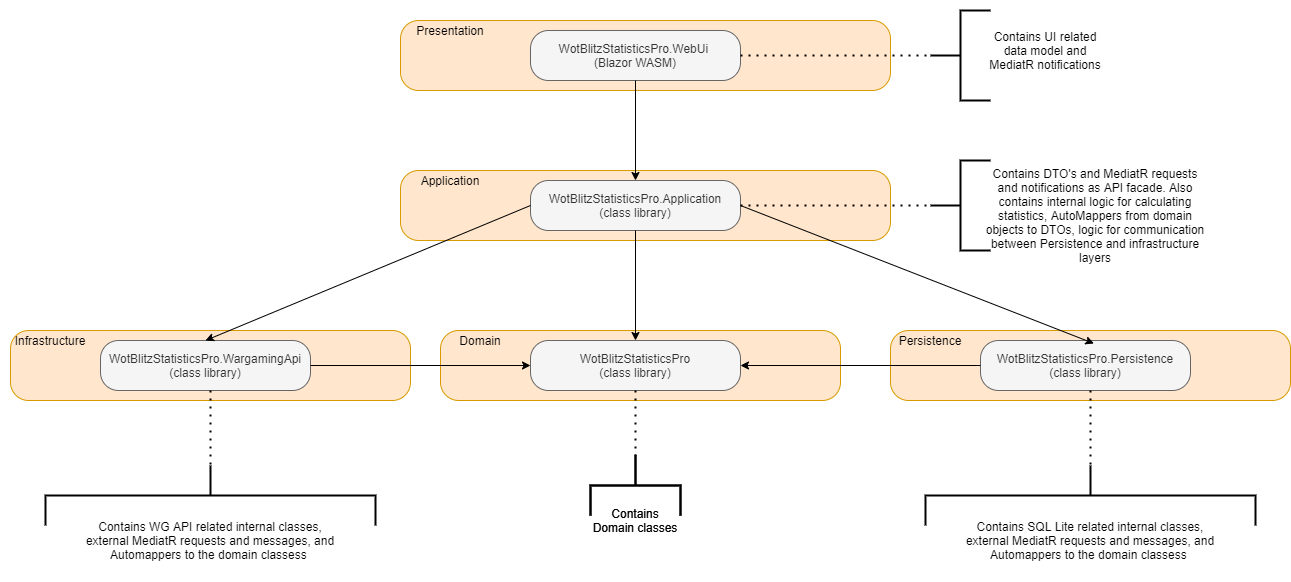 Presentation
WotBlitzStatisticsPro.WebUi
(Blazor WASM)
Contains UI related
data model and
MediatR notifications
Application
WotBlitzStatisticsPro.Application
(class library)
Contains DTO's and MediatR requests
and notifications as API facade. Also
contains internal logic for calculating
statistics, AutoMappers from domain
objects to DTOs, logic for communication
between Persistence and infrastructure
layers
Infrastructure
WotBlitzStatisticsPro.WargamingApi
(class library)
Domain
WotBlitzStatisticsPro
(class library)
Persistence
WotBlitzStatisticsPro.Persistence
(class library)
Contains WG API related internal classes,
external MediatR requests and messages, and
Automappers to the domain classess
Contains
Domain classes
Contains SQL Lite related internal classes,
external MediatR requests and messages, and
Automappers to the domain classess